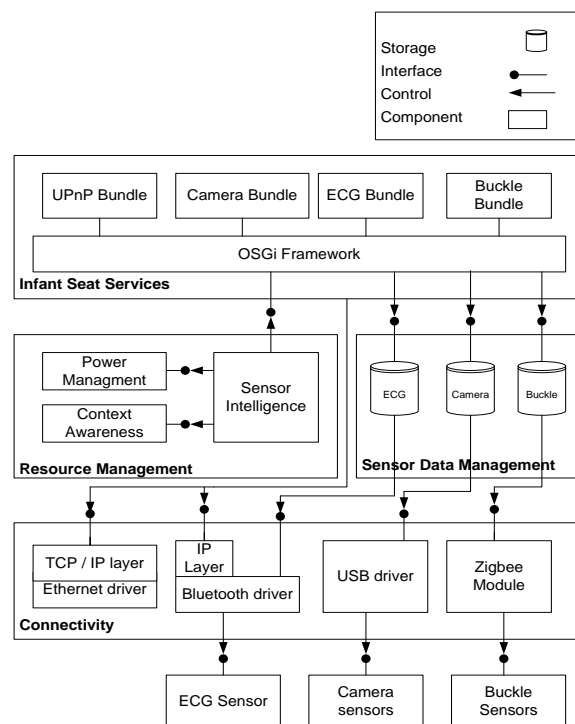 Storage
Interface
Control
Component
UPnP Bundle
Camera Bundle
ECG Bundle
Buckle
Bundle
OSGi Framework
Infant Seat Services
Power
Managment
Context
Awareness
Sensor
Intelligence
Resource Management
ECG
Camera
Buckle
Sensor Data Management
TCP / IP layer
Ethernet driver
IP
Layer
Bluetooth driver
USB driver
Zigbee
Module
Connectivity
ECG Sensor
Camera
sensors
Buckle
Sensors